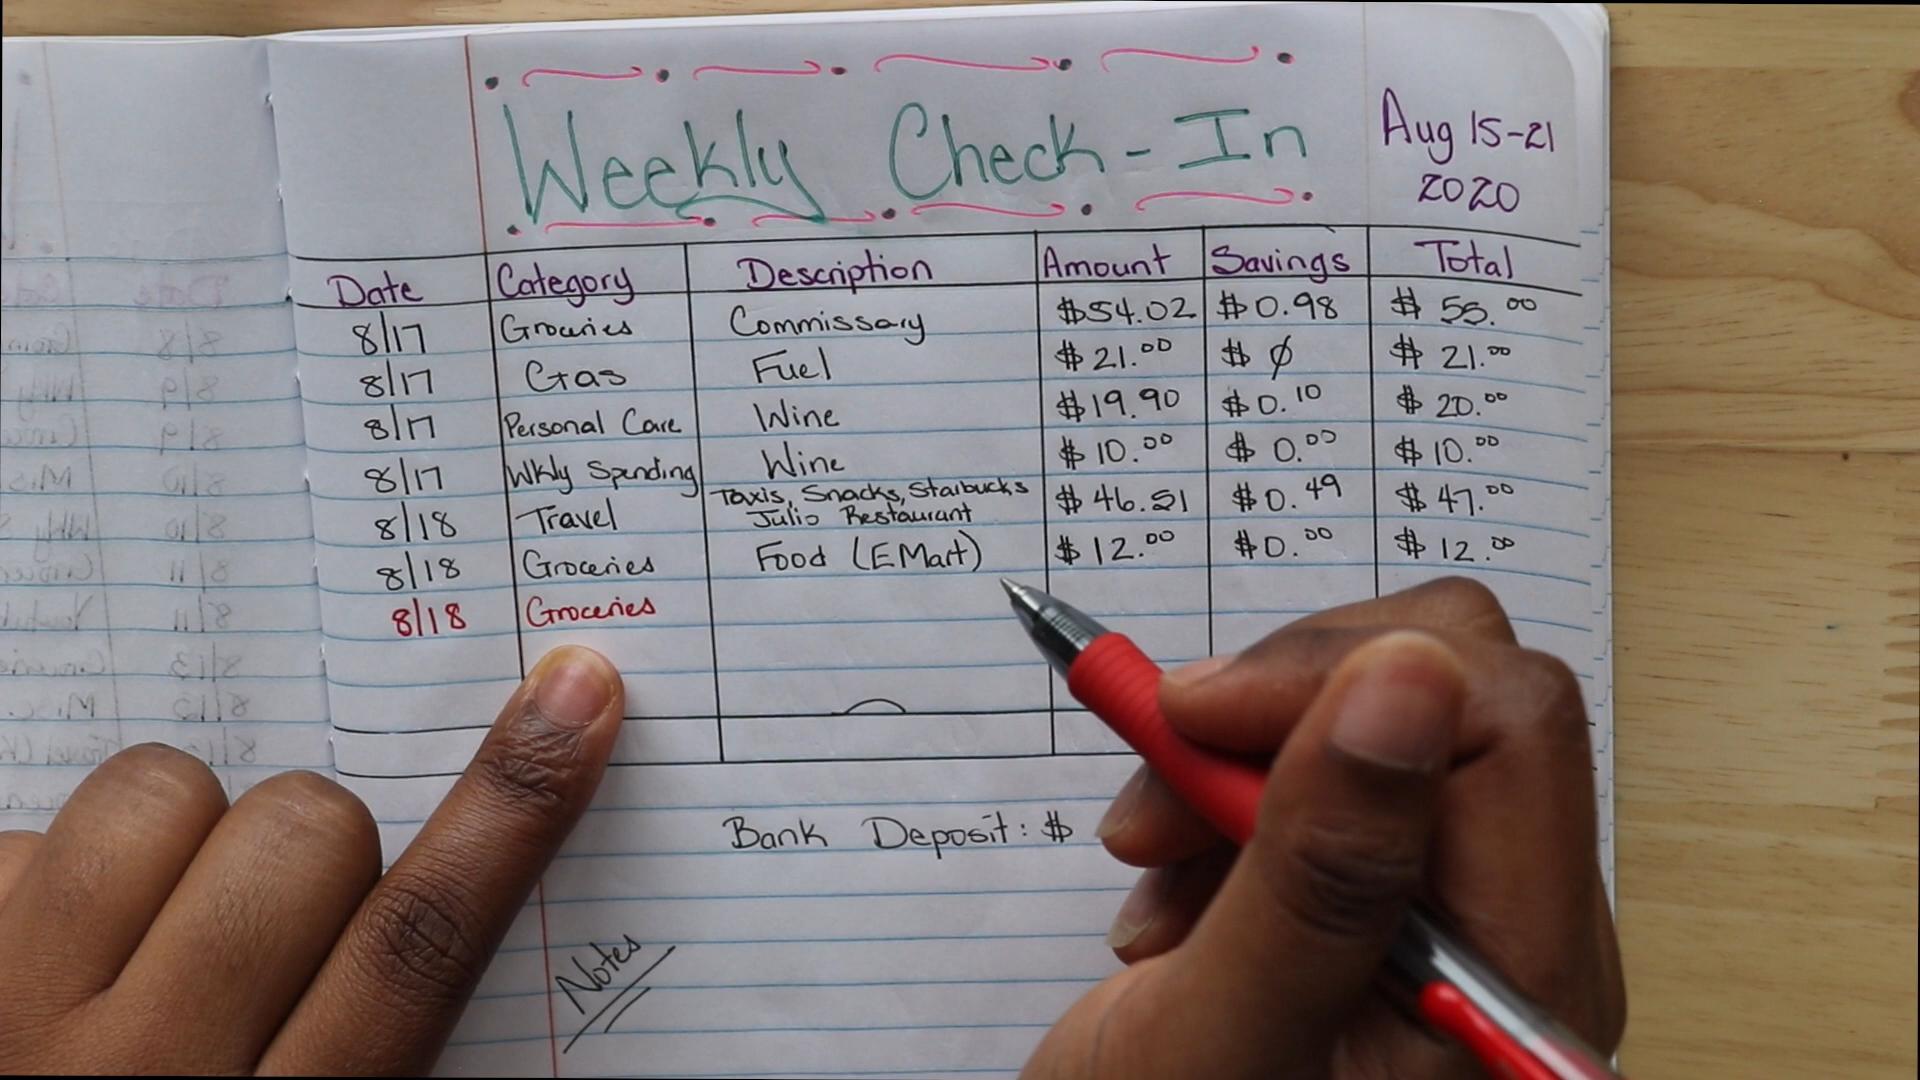 Weekly Check-In
Aug 15-21
2020
Date Category Description Amount Savings Total
8/17 Groceries Commissary $54.02 $0.98 $55.00
8/17 Gas Fuel $21.00 $0 $21.00
8/17 Personal Care Wine $19.90 $0.10 $20.00
8/17 Wkly Spending Wine $10.00 $0.00 $10.00
8/18 Travel Taxis, Snacks, Starbucks $46.51 $0.49 $47.00
Julio Restaurant
8/18 Groceries Food (EMart) $12.00 $0.00 $12.00
8/18 Groceries
Bank Deposit: $
Notes